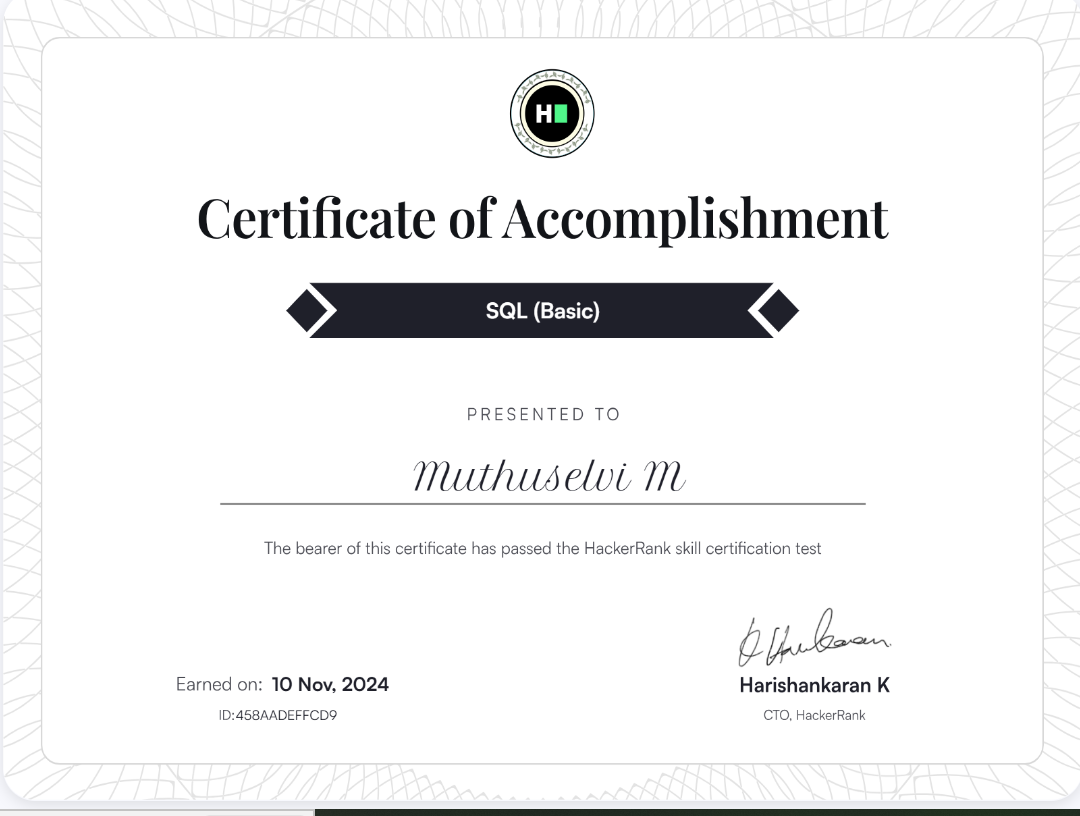 H
Certificate of Accomplishment
SQL (Basic)
PRESENTED TO
Muthuselvi M
The bearer of this certificate has passed the HackerRank skill certification test
Earned on: 10 Nov, 2024
ID:458AADEFFCD9
Harishankaran K
CTO, HackerRank